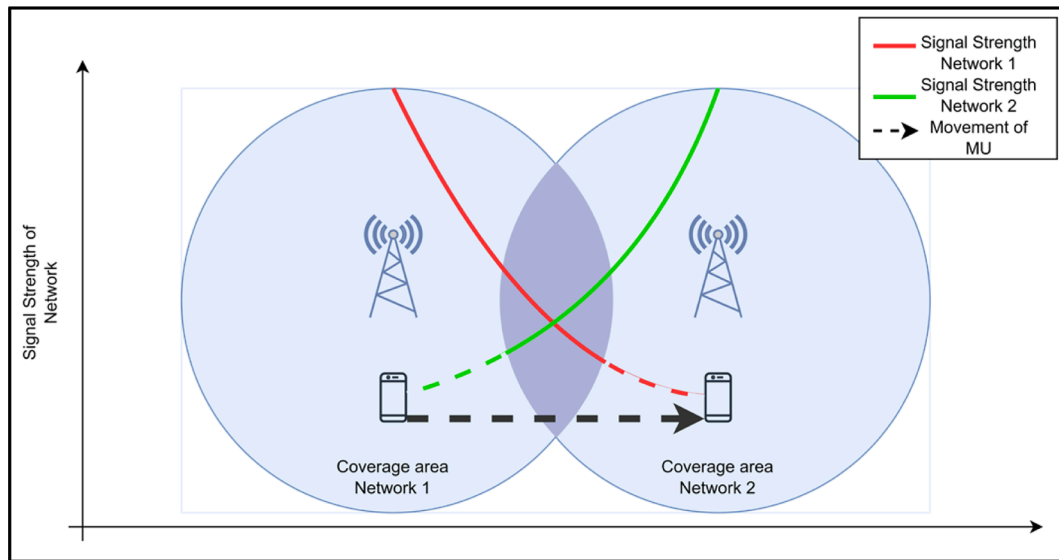 Signal Strength
Network 1
Signal Strength
Network 2
Movement of
MU
Signal Strength of
Network
Coverage area
Network 1
Coverage area
Network 2